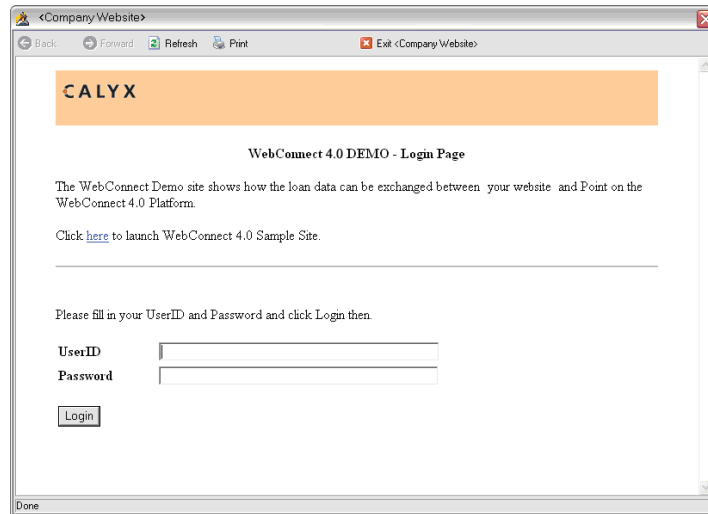 <Company Website>
Back Forward Refresh Print Exit <Company Website>
CALYX
WebConnect 4.0 DEMO - Login Page
The WebConnect Demo site shows how the loan data can be exchanged between your website and Point on the
WebConnect 4.0 Platform.
Click here to launch WebConnect 4.0 Sample Site.
Please fill in your UserID and Password and click Login then.
UserID
Password
Login
Done